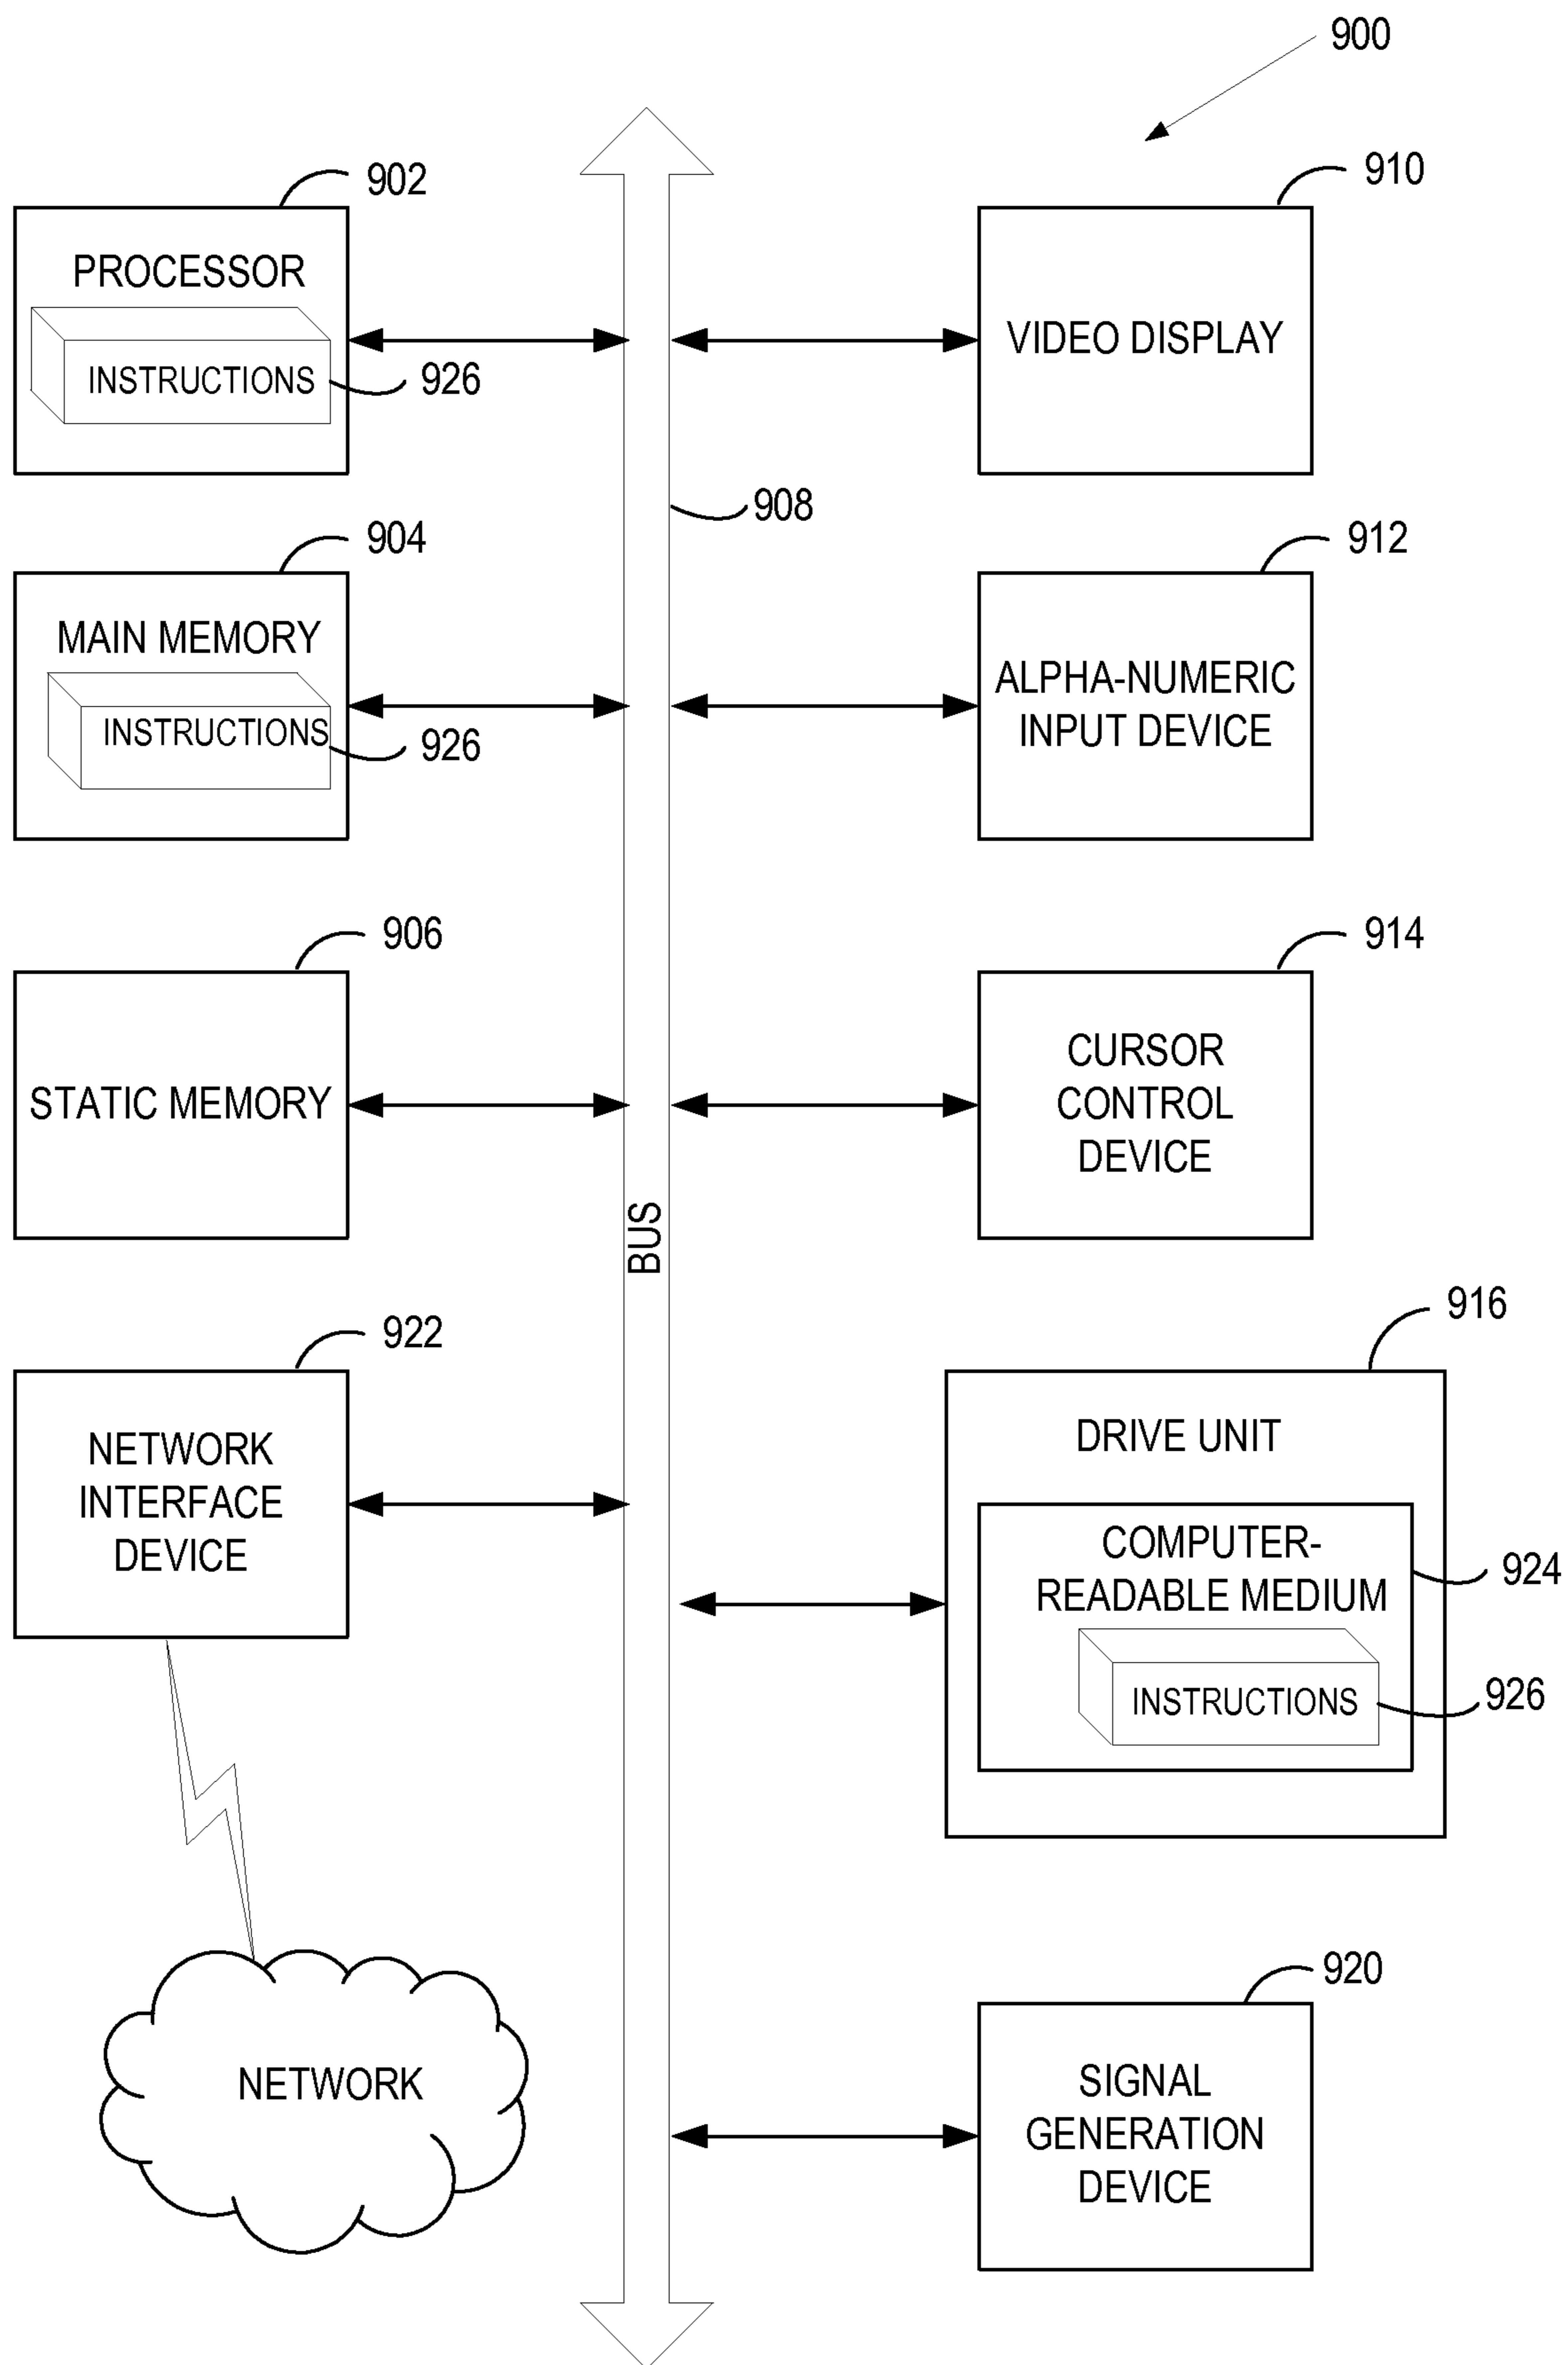 900
902
PROCESSOR
INSTRUCTIONS
926
910
VIDEO DISPLAY
908
904
MAIN MEMORY
INSTRUCTIONS
926
912
ALPHA-NUMERIC
INPUT DEVICE
906
STATIC MEMORY
914
CURSOR
CONTROL
DEVICE
BUS
922
NETWORK
INTERFACE
DEVICE
916
DRIVE UNIT
COMPUTER-
READABLE MEDIUM
924
INSTRUCTIONS
926
NETWORK
920
SIGNAL
GENERATION
DEVICE